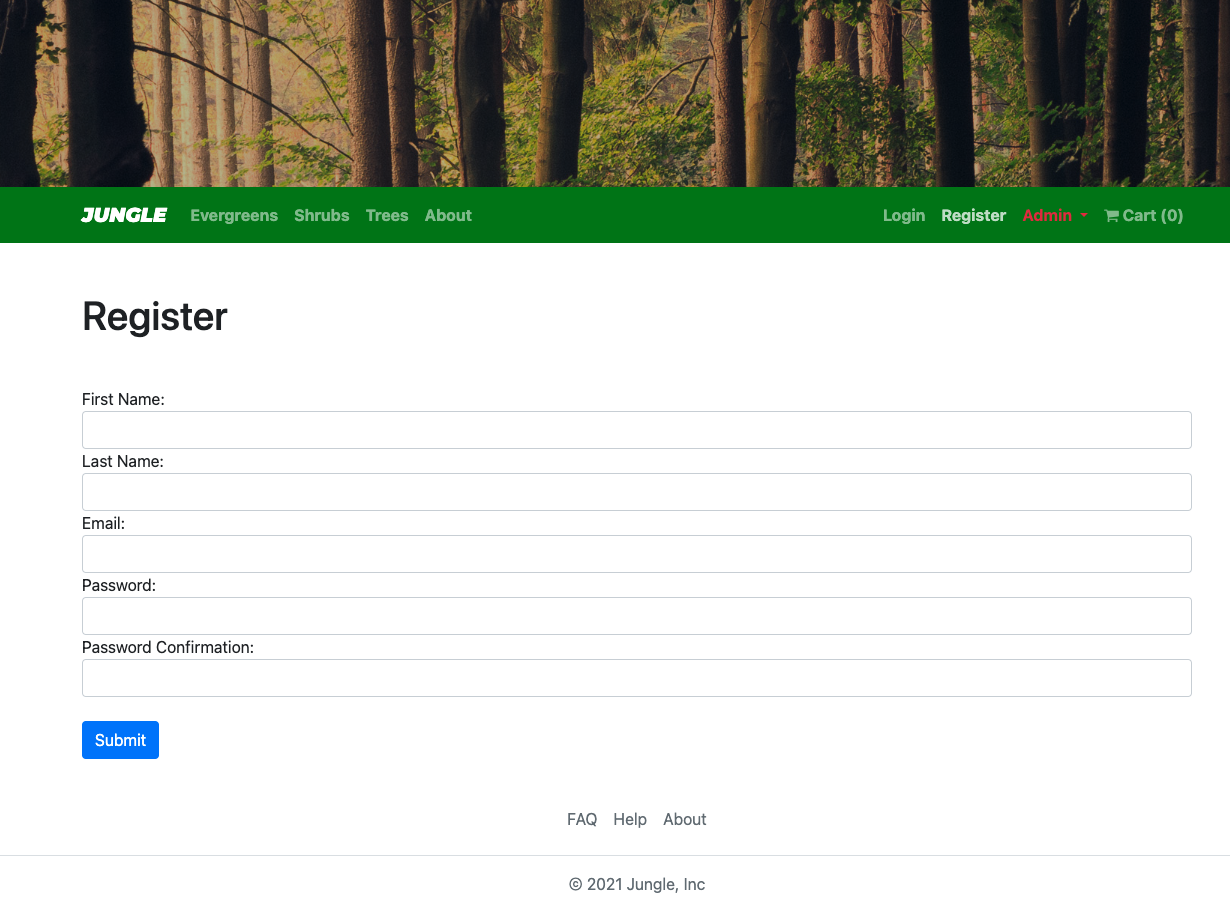 JUNGLE Evergreens Shrubs Trees About Login Register Admin Cart (0)
Register
First Name:
Last Name:
Email:
Password:
Password Confirmation:
Submit
FAQ Help About
© 2021 Jungle, Inc